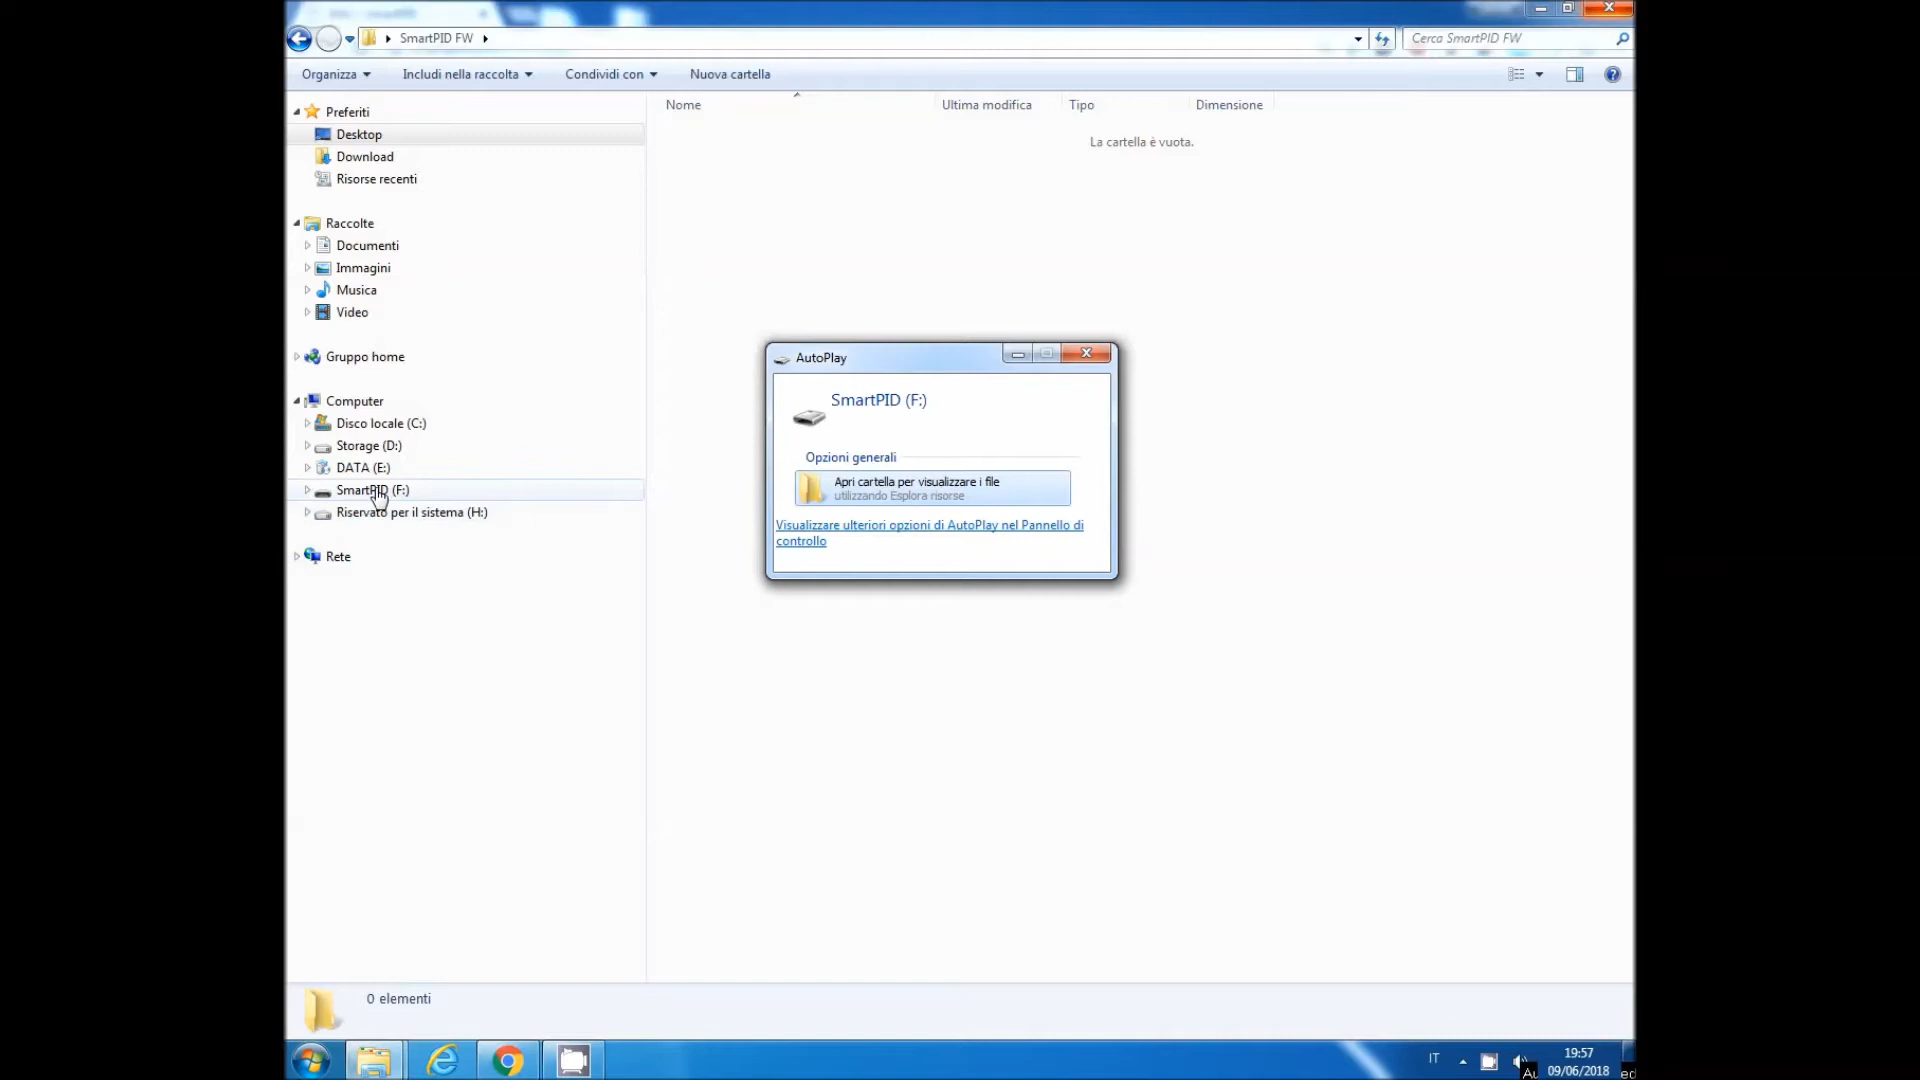 SmartPID FW
Cerca SmartPID FW
Organizza
Includi nella raccolta
Condividi con
Nuova cartella
Preferiti
Desktop
Download
Risorse recenti
Raccolte
Documenti
Immagini
Musica
Video
Gruppo home
Computer
Disco locale (C:)
Storage (D:)
DATA (E:)
SmartPID (F:)
Riservato per il sistema (H:)
Rete
Nome
Ultima modifica
Tipo
Dimensione
La cartella è vuota.
AutoPlay
SmartPID (F:)
Opzioni generali
Apri cartella per visualizzare i file
utilizzando Esplora risorse
Visualizzare ulteriori opzioni di AutoPlay nel Pannello di
controllo
0 elementi
IT
19:57
09/06/2018